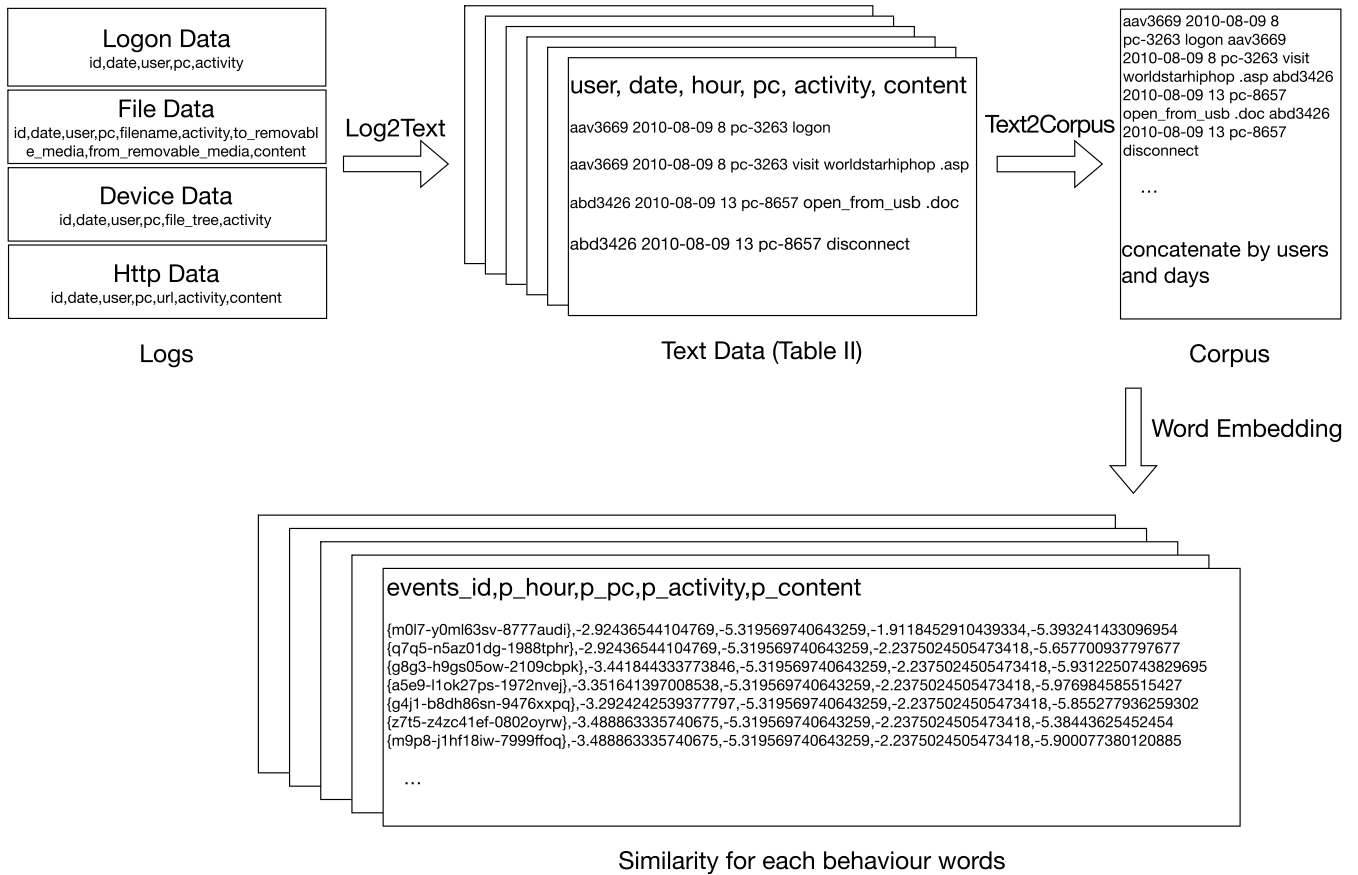 Logon Data
id,date,user,pc,activity
File Data
id,date,user,pc,filename,activity,to_removabl
e_media,from_removable_media,content
Device Data
id,date,user,pc,file_tree,activity
Http Data
id,date,user,pc,url,activity,content
Logs
Log2Text
user, date, hour, pc, activity, content
aav3669 2010-08-09 8 pc-3263 logon
aav3669 2010-08-09 8 pc-3263 visit worldstarhiphop .asp
abd3426 2010-08-09 13 pc-8657 open_from_usb .doc
abd3426 2010-08-09 13 pc-8657 disconnect
Text Data (Table II)
Text2Corpus
aav3669 2010-08-09 8
pc-3263 logon aav3669
2010-08-09 8 pc-3263 visit
worldstarhiphop .asp abd3426
2010-08-09 13 pc-8657
open_from_usb .doc abd3426
2010-08-09 13 pc-8657
disconnect
...
concatenate by users
and days
Corpus
Word Embedding
events_id,p_hour,p_pc,p_activity,p_content
{m0l7-y0ml63sv-8777audi},-2.92436544104769,-5.319569740643259,-1.9118452910439334,-5.393241433096954
{q7q5-n5az01dg-1988tphr},-2.92436544104769,-5.319569740643259,-2.2375024505473418,-5.657700937797677
{g8g3-h9gs05ow-2109cbpk},-3.441844333773846,-5.319569740643259,-2.2375024505473418,-5.9312250743829695
{a5e9-l1ok27ps-1972nvej},-3.351641397008538,-5.319569740643259,-2.2375024505473418,-5.976984585515427
{g4j1-b8dh86sn-9476xxpq},-3.2924242539377797,-5.319569740643259,-2.2375024505473418,-5.855277936259302
{z7t5-z4zc41ef-0802oyrw},-3.488863335740675,-5.319569740643259,-2.2375024505473418,-5.38443625452454
{m9p8-j1hf18iw-7999ffoq},-3.488863335740675,-5.319569740643259,-2.2375024505473418,-5.900077380120885
...
Similarity for each behaviour words